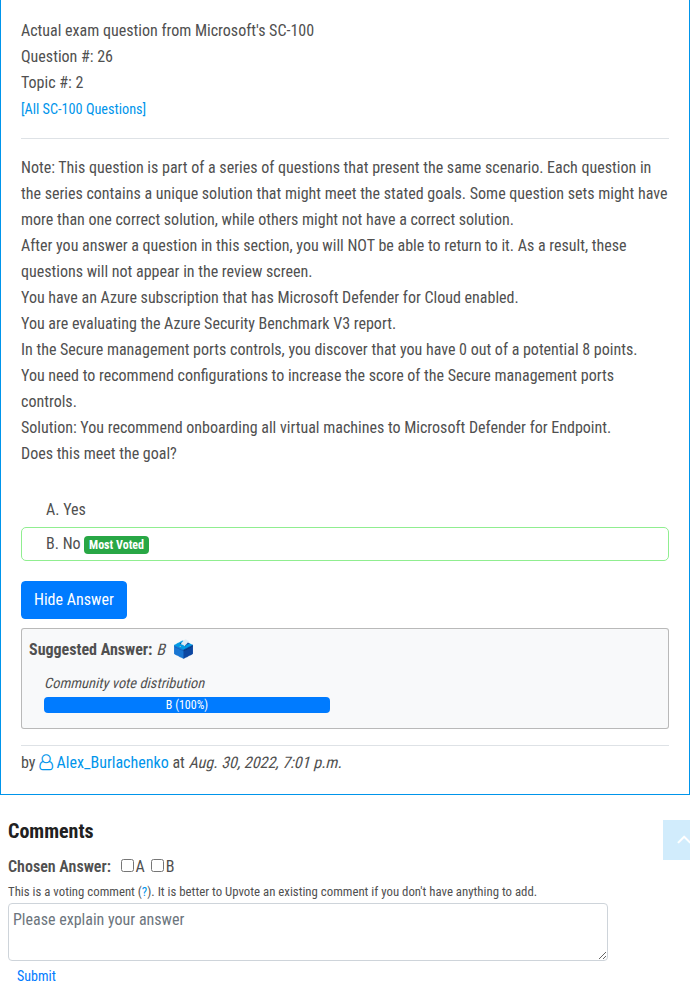 Actual exam question from Microsoft's SC-100
Question #: 26
Topic #: 2
[All SC-100 Questions]
Note: This question is part of a series of questions that present the same scenario. Each question in
the series contains a unique solution that might meet the stated goals. Some question sets might have
more than one correct solution, while others might not have a correct solution.
After you answer a question in this section, you will NOT be able to return to it. As a result, these
questions will not appear in the review screen.
You have an Azure subscription that has Microsoft Defender for Cloud enabled.
You are evaluating the Azure Security Benchmark V3 report.
In the Secure management ports controls, you discover that you have 0 out of a potential 8 points.
You need to recommend configurations to increase the score of the Secure management ports
controls.
Solution: You recommend onboarding all virtual machines to Microsoft Defender for Endpoint.
Does this meet the goal?
A. Yes
B. No Most Voted
Hide Answer
Suggested Answer: B
Community vote distribution
B (100%)
by Alex_Burlachenko at Aug. 30, 2022, 7:01 p.m.
Comments
Chosen Answer: A B
This is a voting comment (?). It is better to Upvote an existing comment if you don't have anything to add.
Please explain your answer
Submit